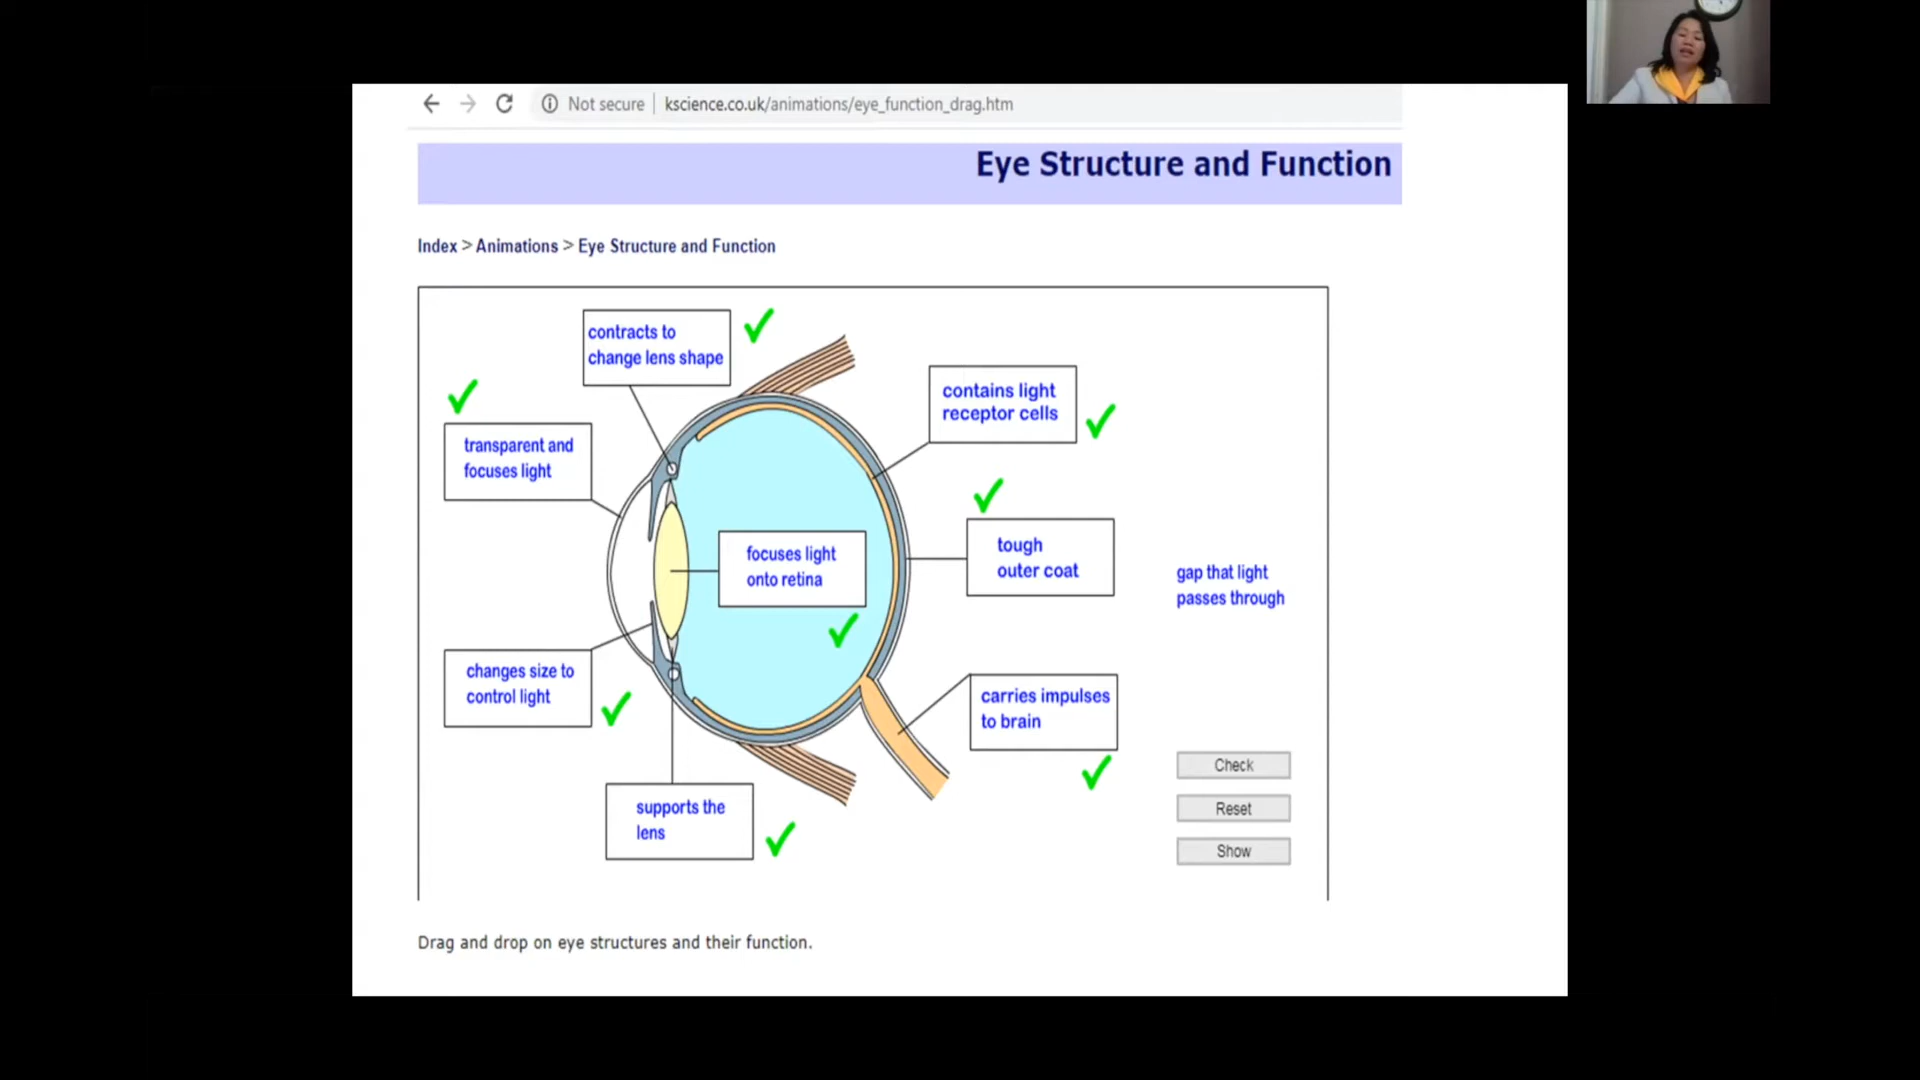 Not secure | kscience.co.uk/animations/eye_function_drag.htm
Eye Structure and Function
Index > Animations > Eye Structure and Function
contracts to
change lens shape
contains light
receptor cells
transparent and
focuses light
tough
outer coat
focuses light
onto retina
gap that light
passes through
changes size to
control light
carries impulses
to brain
supports the
lens
Check
Reset
Show
Drag and drop on eye structures and their function.